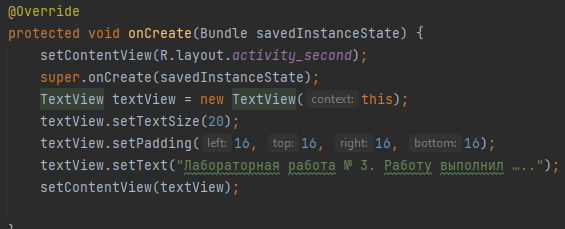 @Override
protected void onCreate(Bundle savedInstanceState) {
setContentView(R.layout.activity_second);
super.onCreate(savedInstanceState);
TextView textView = new TextView( context: this);
textView.setTextSize(20);
textView.setPadding( left: 16, top: 16, right: 16, bottom: 16);
textView.setText("Лабораторная работа № 3. Работу выполнил …..");
setContentView(textView);
}